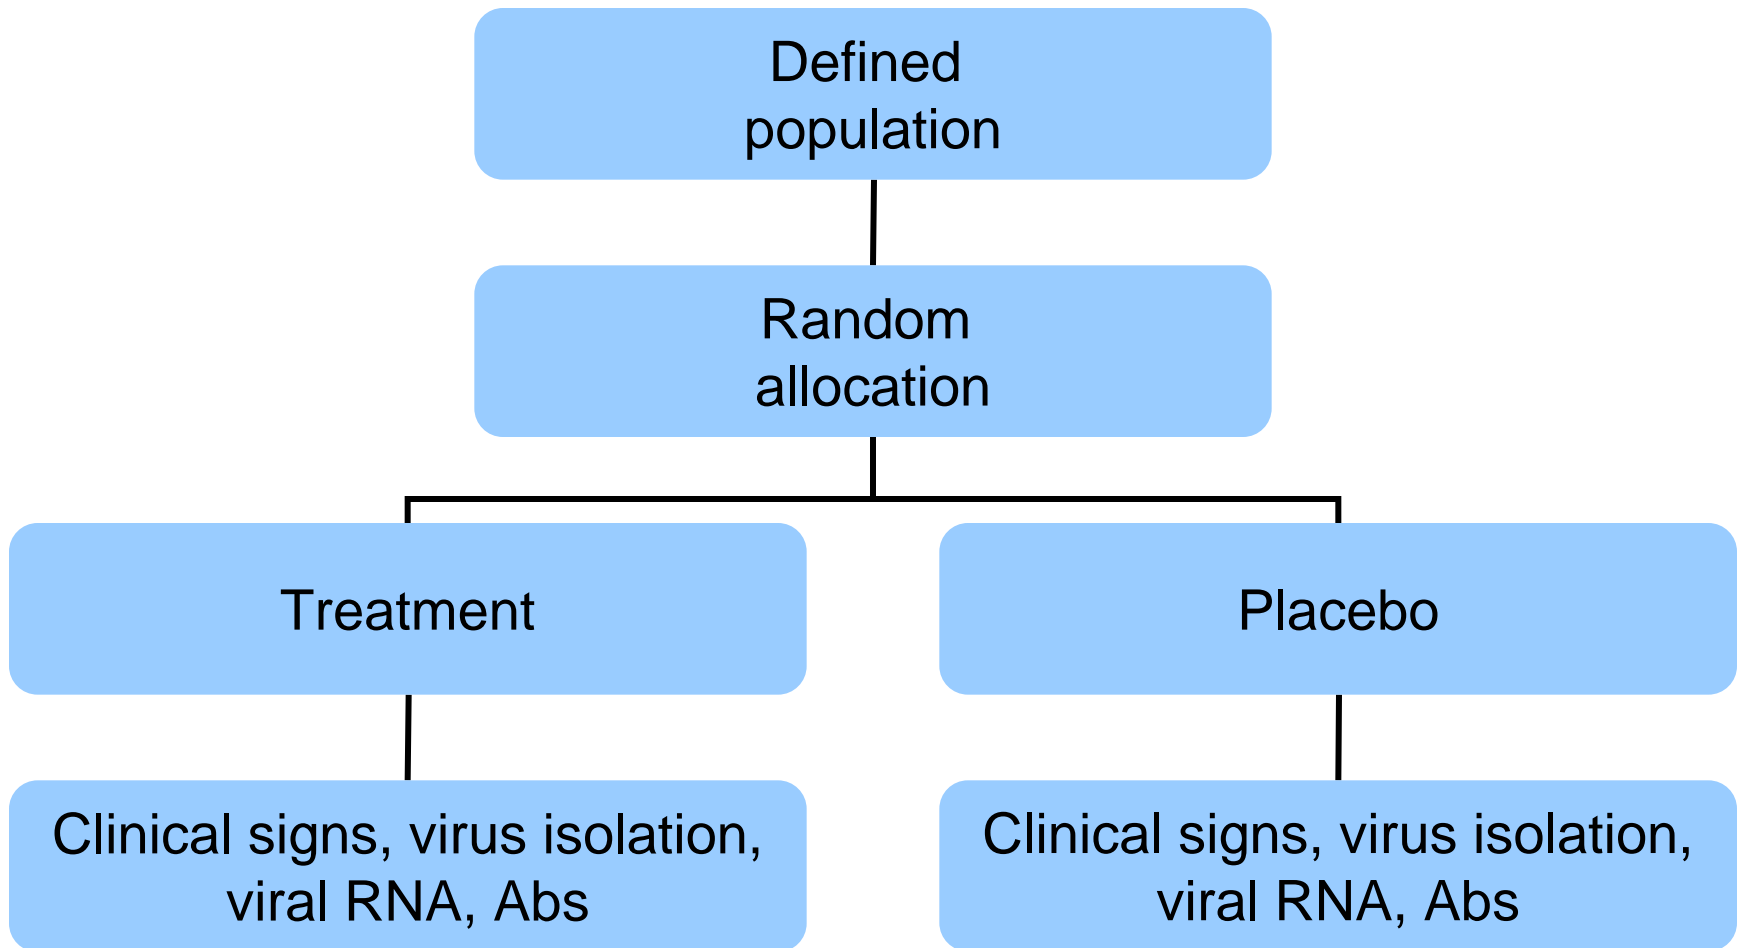 Defined
population
Random
allocation
Treatment
Placebo
Clinical signs, virus isolation,
viral RNA, Abs
Clinical signs, virus isolation,
viral RNA, Abs